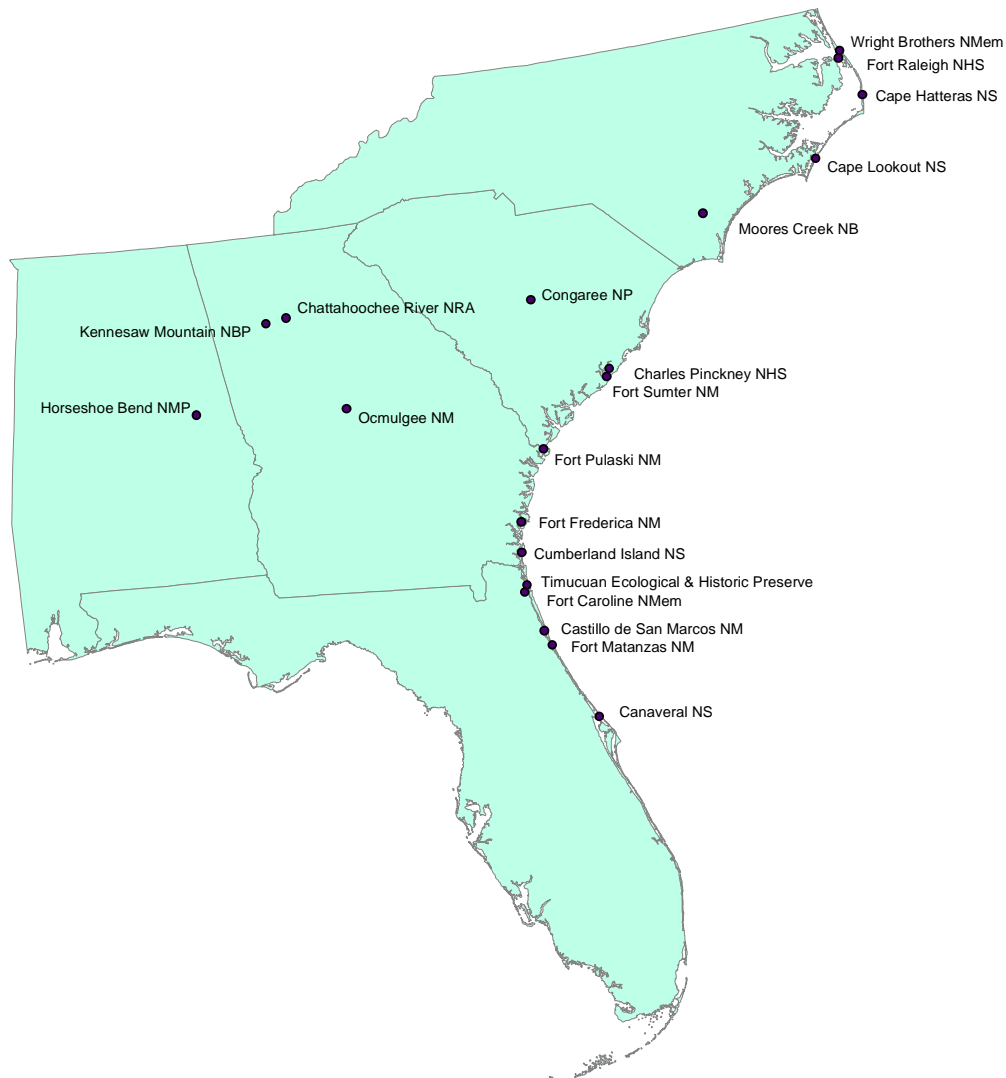 Wright Brothers NMem
Fort Raleigh NHS
Cape Hatteras NS
Cape Lookout NS
Moores Creek NB
Congaree NP
Chattahoochee River NRA
Kennesaw Mountain NBP
Charles Pinckney NHS
Fort Sumter NM
Horseshoe Bend NMP
Ocmulgee NM
Fort Pulaski NM
Fort Frederica NM
Cumberland Island NS
Timucuan Ecological & Historic Preserve
Fort Caroline NMem
Castillo de San Marcos NM
Fort Matanzas NM
Canaveral NS